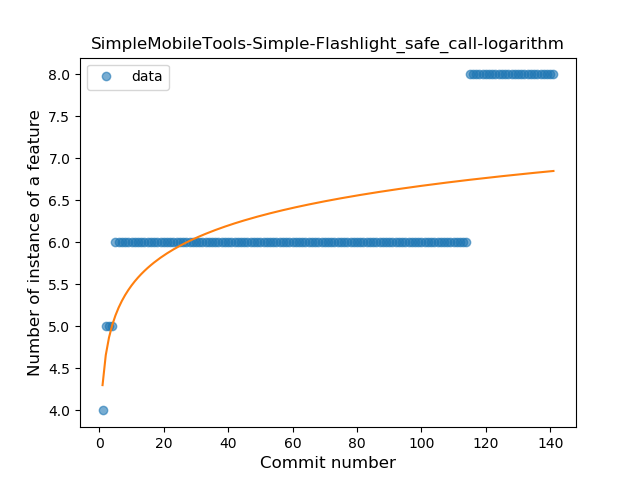 SimpleMobileTools-Simple-Flashlight_safe_call-logarithm
data
Number of instance of a feature
8.0
7.5
7.0
6.5
6.0
5.5
5.0
4.5
4.0
0 20 40 60 80 100 120 140
Commit number